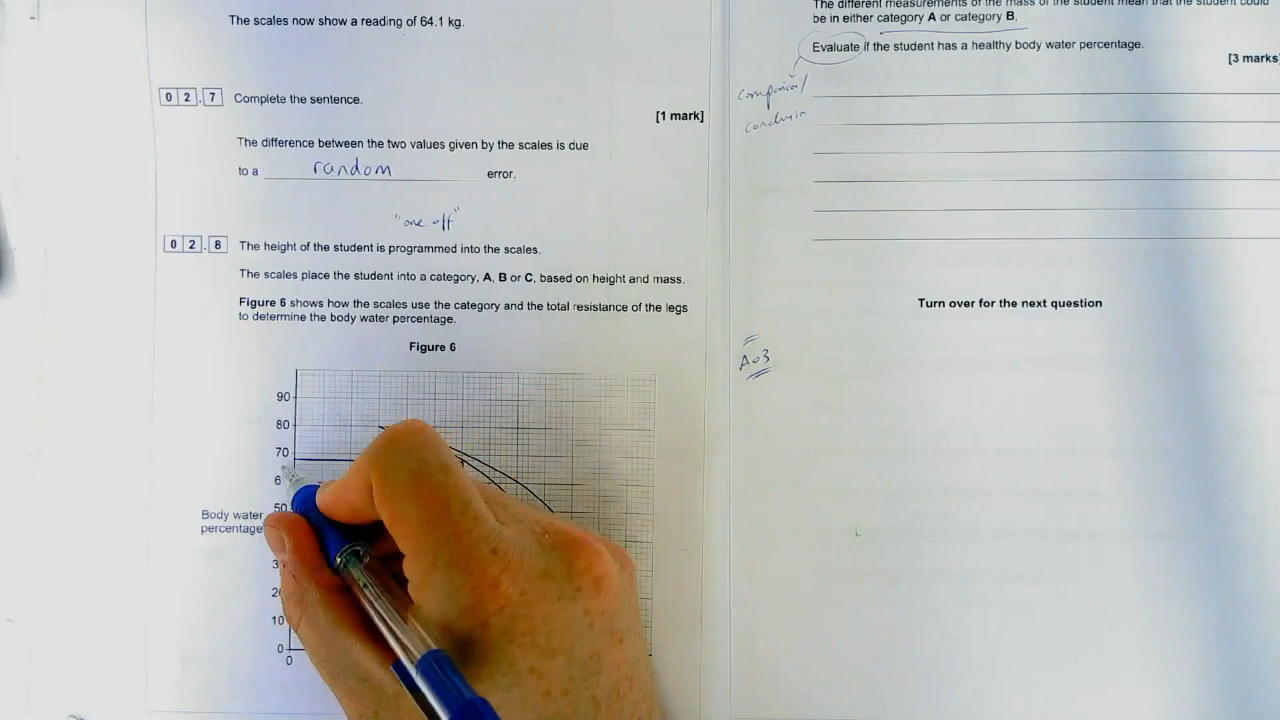 The scales now show a reading of 64.1 kg.
0 2 . 7 Complete the sentence.
[1 mark]
The difference between the two values given by the scales is due
to a random error.
"one off"
0 2 . 8 The height of the student is programmed into the scales.
The scales place the student into a category, A, B or C, based on height and mass.
Figure 6 shows how the scales use the category and the total resistance of the legs
to determine the body water percentage.
Figure 6
90
80
70
6
50
Body water
percentage
3
2
10
0
0
The different measurements of the mass of the student mean that the student could
be in either category A or category B.
Evaluate if the student has a healthy body water percentage.
[3 marks]
comparison/
conclusion
Turn over for the next question
AO3